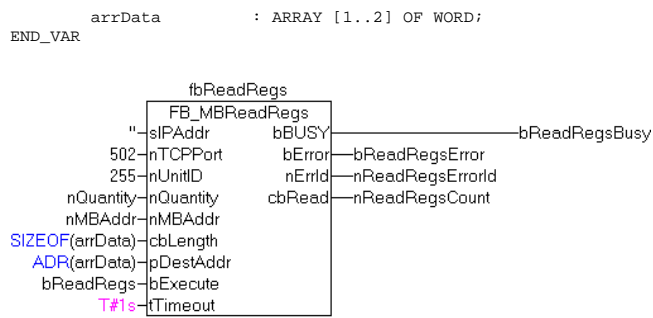 arrData : ARRAY [1..2] OF WORD;
END_VAR
fbReadRegs
FB_MBReadRegs
''-sIPAddr bBUSY bReadRegsBusy
502-nTCPPort bError bReadRegsError
255-nUnitID nErrId nReadRegsErrorId
nQuantity-nQuantity cbRead nReadRegsCount
nMBAddr-nMBAddr
SIZEOF(arrData)-cbLength
ADR(arrData)-pDestAddr
bReadRegs-bExecute
T#1s-tTimeout